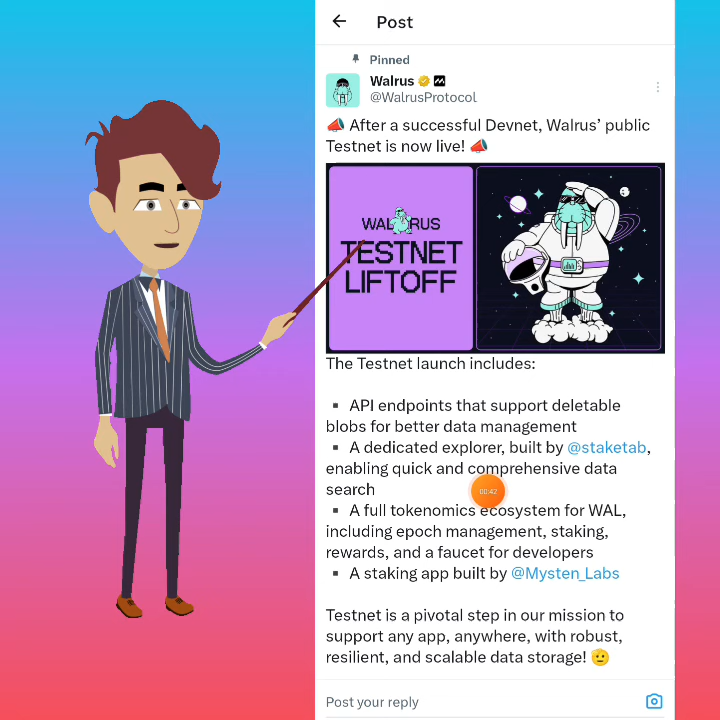 Post
Pinned
Walrus
@WalrusProtocol
📣 After a successful Devnet, Walrus’ public
Testnet is now live! 📣
WALRUS
TESTNET
LIFTOFF
The Testnet launch includes:
▪ API endpoints that support deletable
blobs for better data management
▪ A dedicated explorer, built by @staketab,
enabling quick and comprehensive data
search
00:42
▪ A full tokenomics ecosystem for WAL,
including epoch management, staking,
rewards, and a faucet for developers
▪ A staking app built by @Mysten_Labs
Testnet is a pivotal step in our mission to
support any app, anywhere, with robust,
resilient, and scalable data storage! 🫡
Post your reply